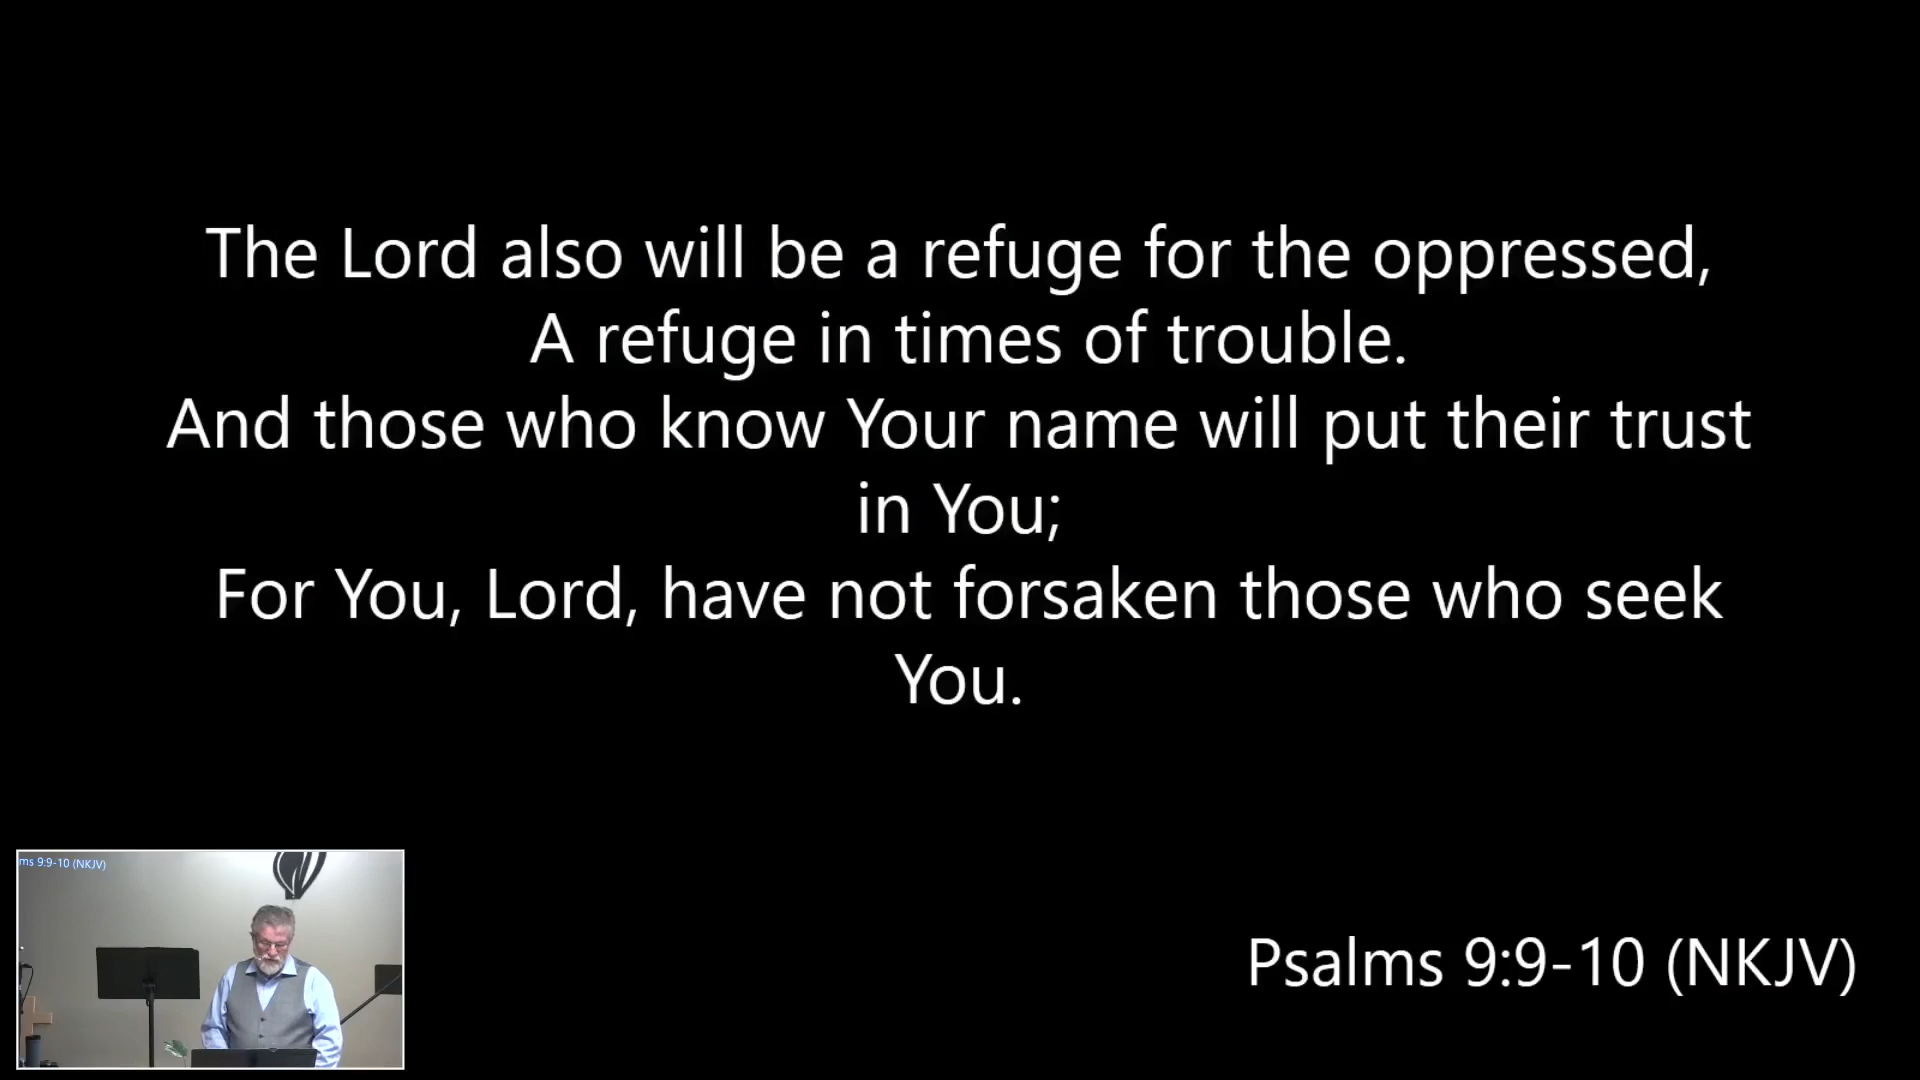 The Lord also will be a refuge for the oppressed,
A refuge in times of trouble.
And those who know Your name will put their trust
in You;
For You, Lord, have not forsaken those who seek
You.
ms 9:9-10 (NKJV)
Psalms 9:9-10 (NKJV)